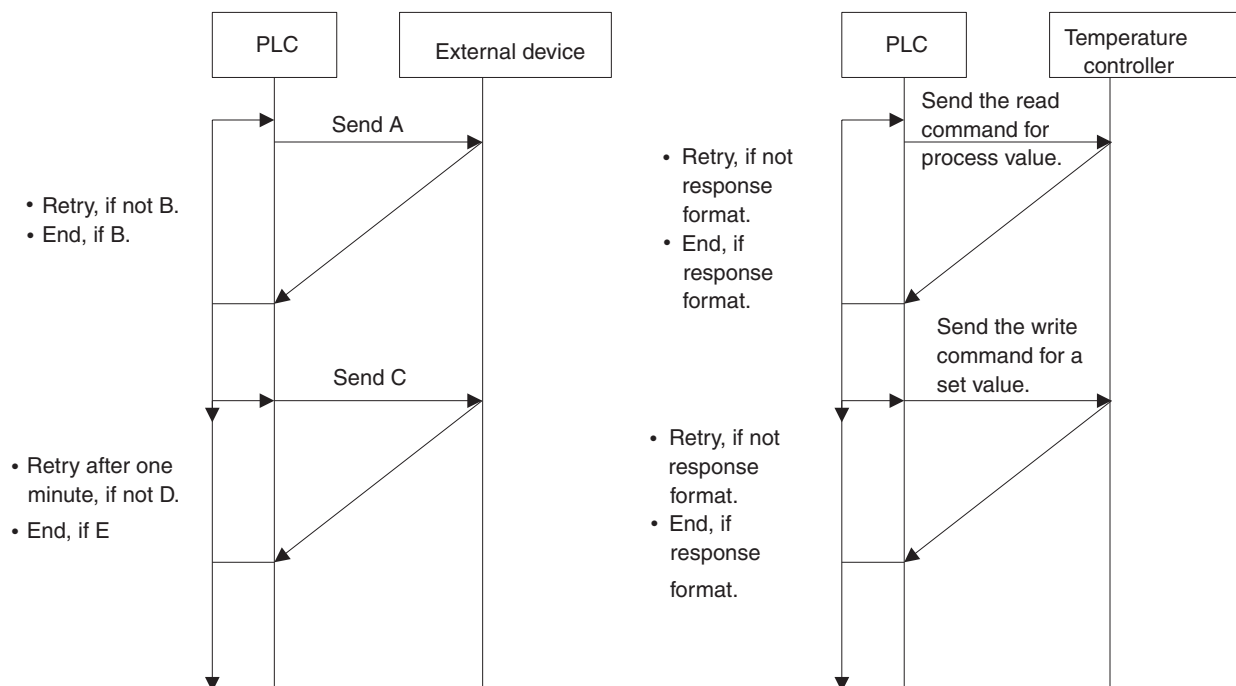 PLC
External device
Send A
• Retry, if not B.
• End, if B.
Send C
• Retry after one
minute, if not D.
• End, if E
PLC
Temperature
controller
Send the read
command for
process value.
• Retry, if not
response
format.
• End, if
response
format.
Send the write
command for a
set value.
• Retry, if not
response
format.
• End, if
response
format.